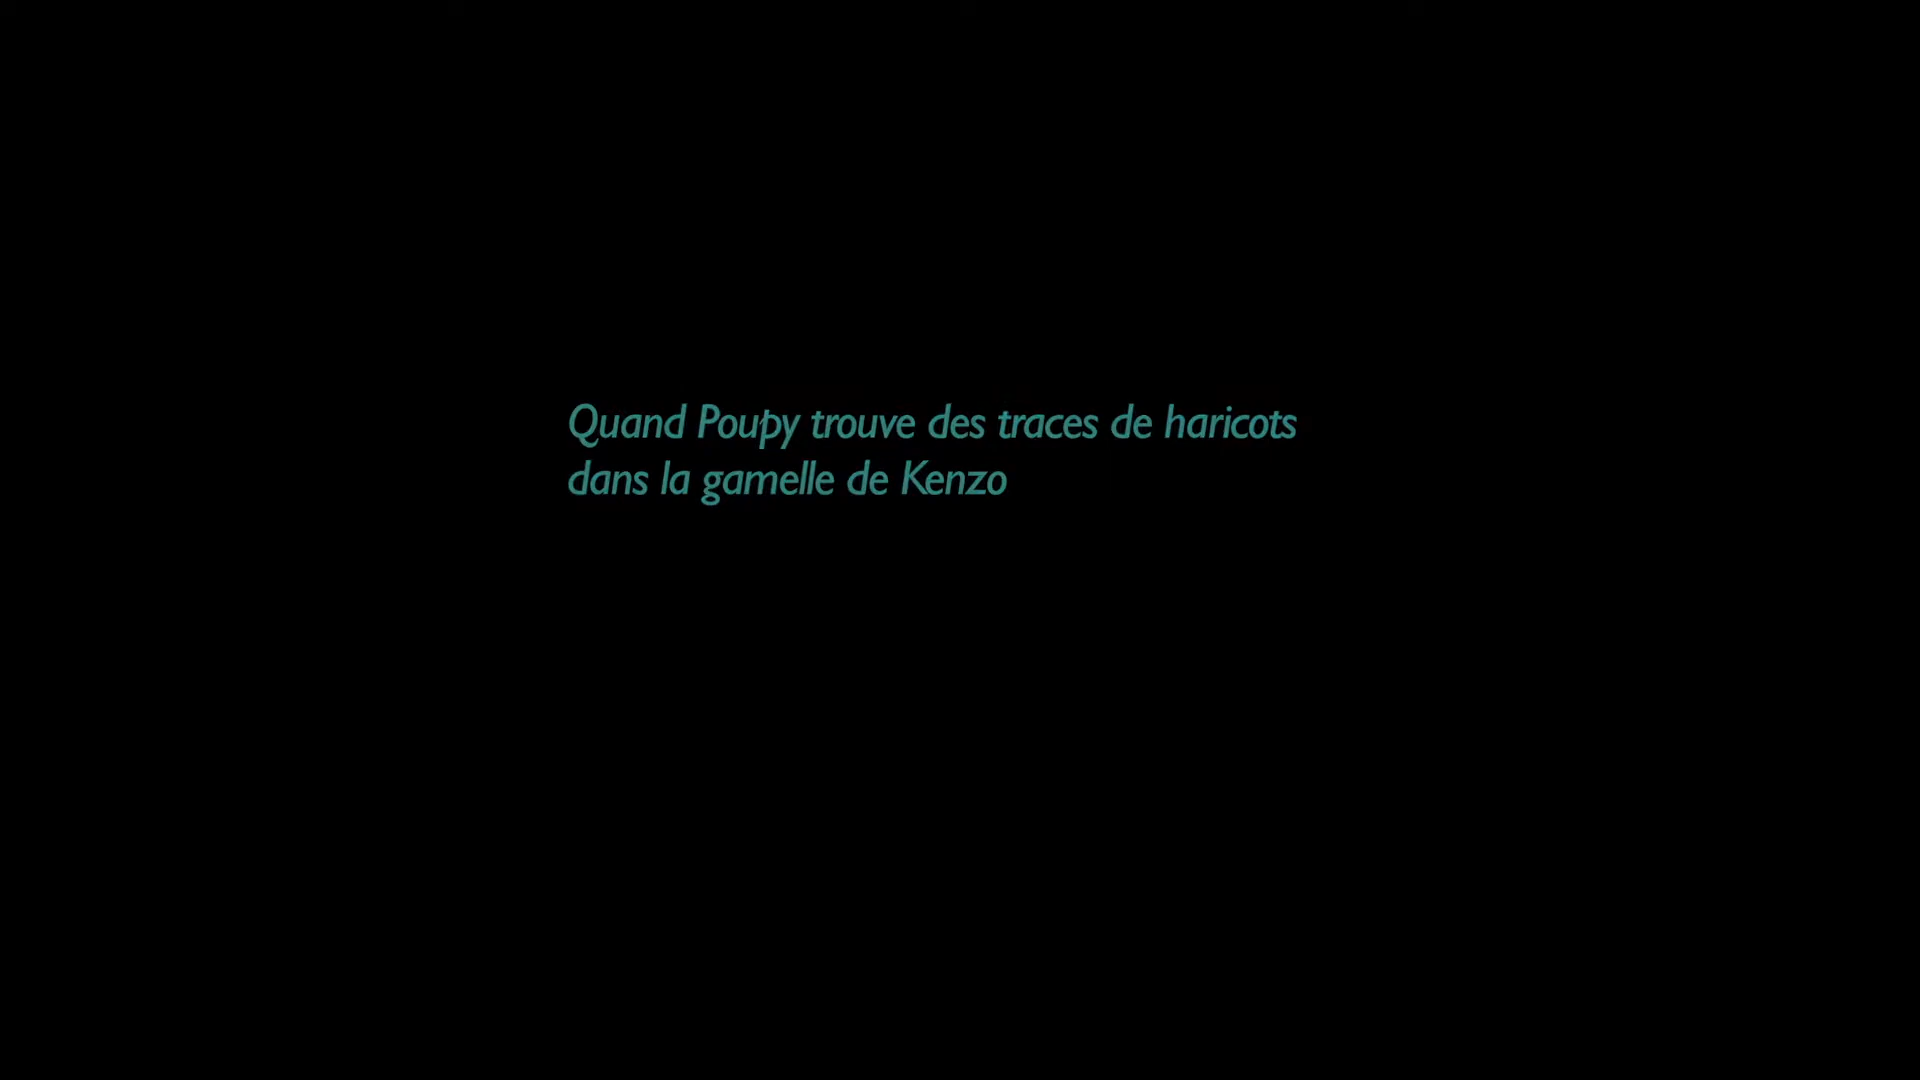 Quand Poupy trouve des traces de haricots
dans la gamelle de Kenzo